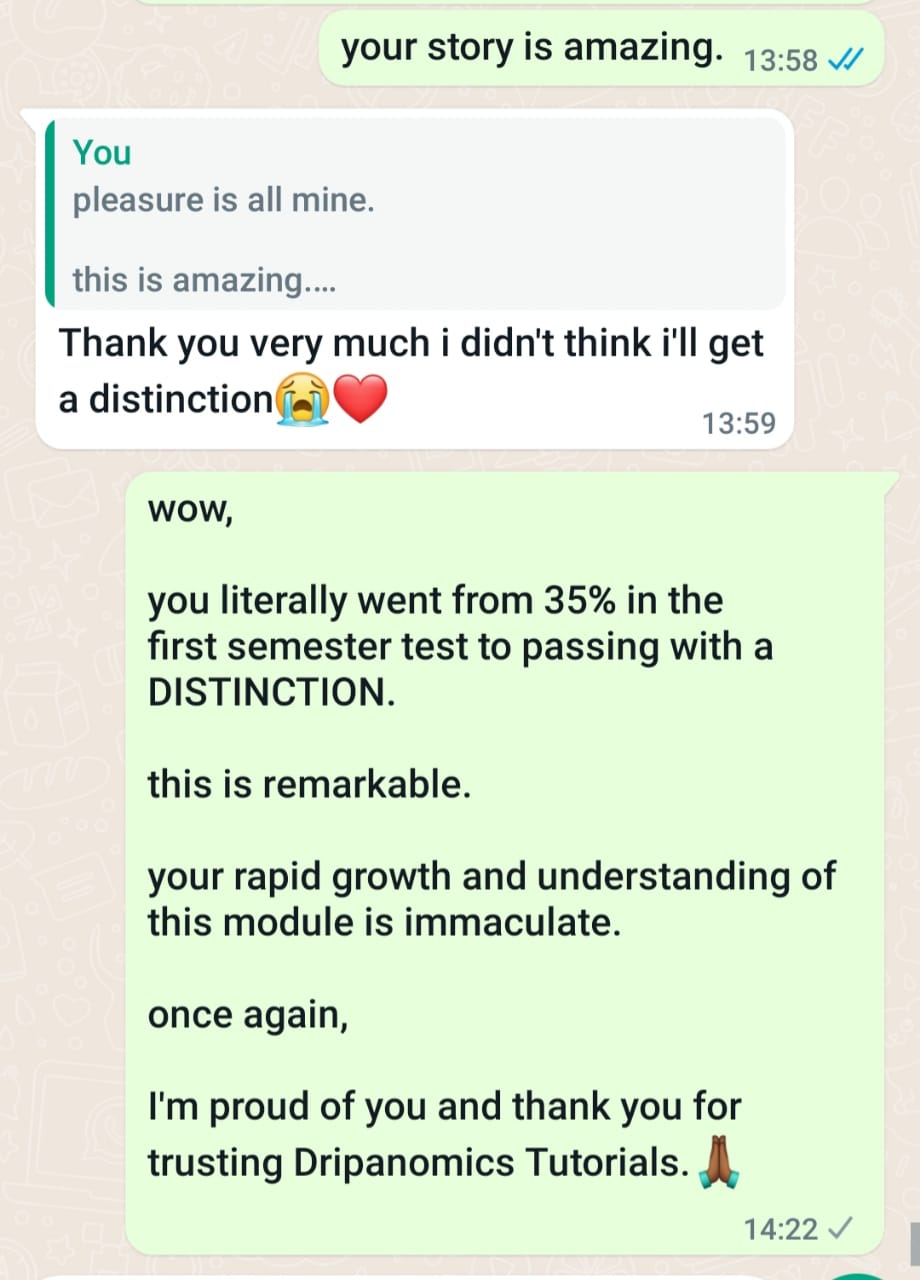 your story is amazing. 13:58
You
pleasure is all mine.
this is amazing....
Thank you very much i didn't think i'll get
a distinction😭❤️
13:59
wow,
you literally went from 35% in the
first semester test to passing with a
DISTINCTION.
this is remarkable.
your rapid growth and understanding of
this module is immaculate.
once again,
I'm proud of you and thank you for
trusting Dripanomics Tutorials. 🙏🏾
14:22